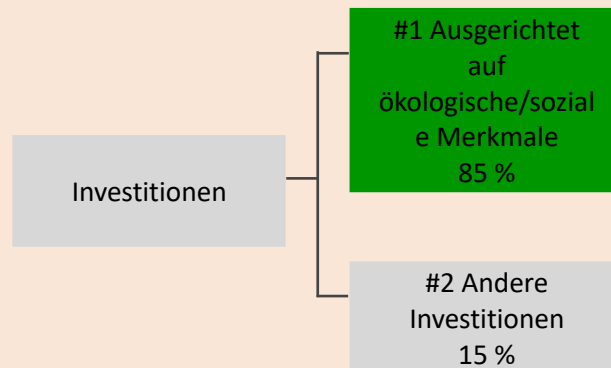 #1 Ausgerichtet
auf
ökologische/sozial
e Merkmale
85 %
Investitionen
#2 Andere
Investitionen
15 %